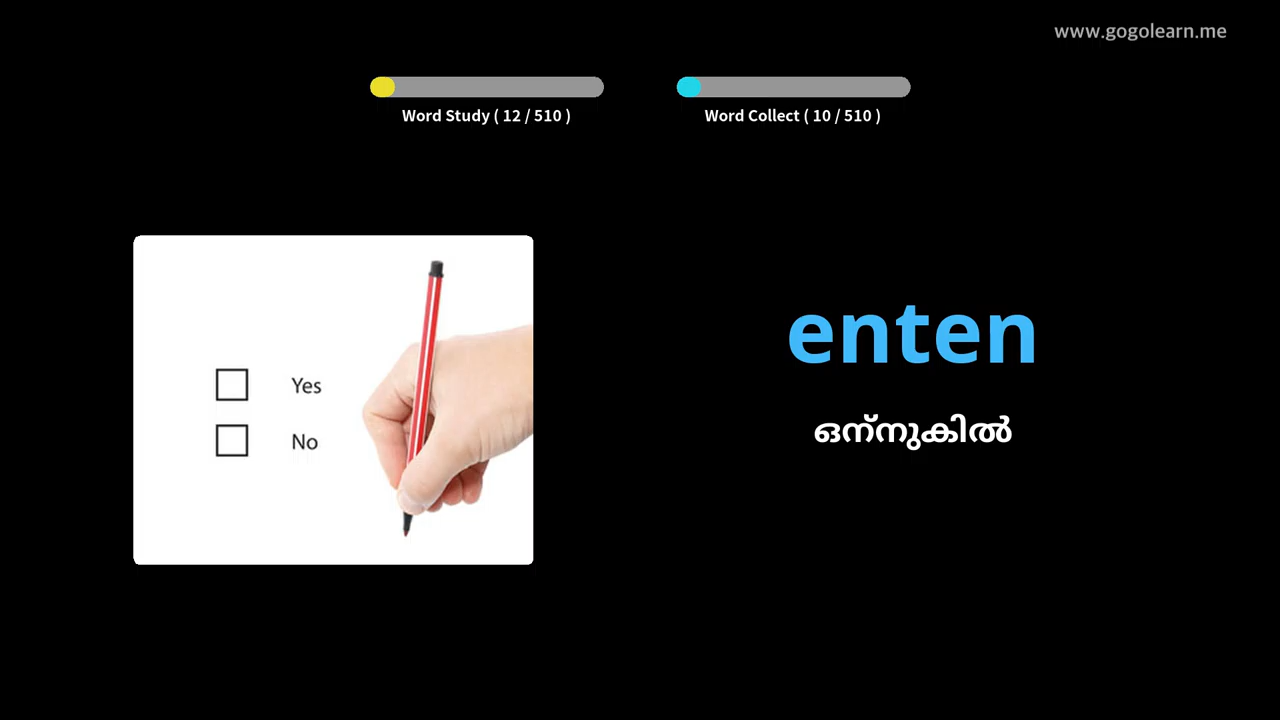 www.gogolearn.me
Word Study ( 12 / 510 )
Word Collect ( 10 / 510 )
Yes
No
enten
ഒന്നുകിൽ